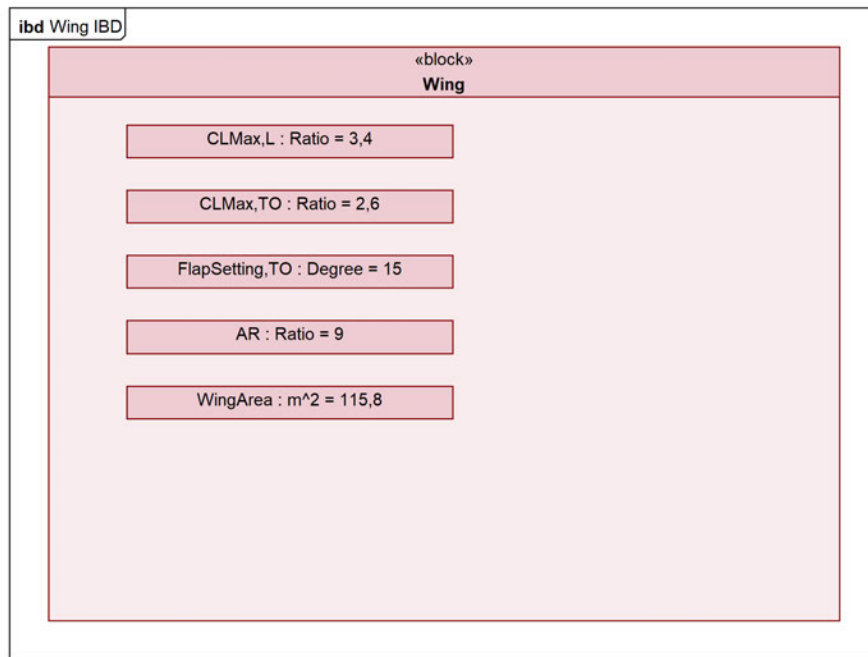 ibd Wing IBD
«block»
Wing
CLMax,L : Ratio = 3,4
CLMax,TO : Ratio = 2,6
FlapSetting,TO : Degree = 15
AR : Ratio = 9
WingArea : m^2 = 115,8